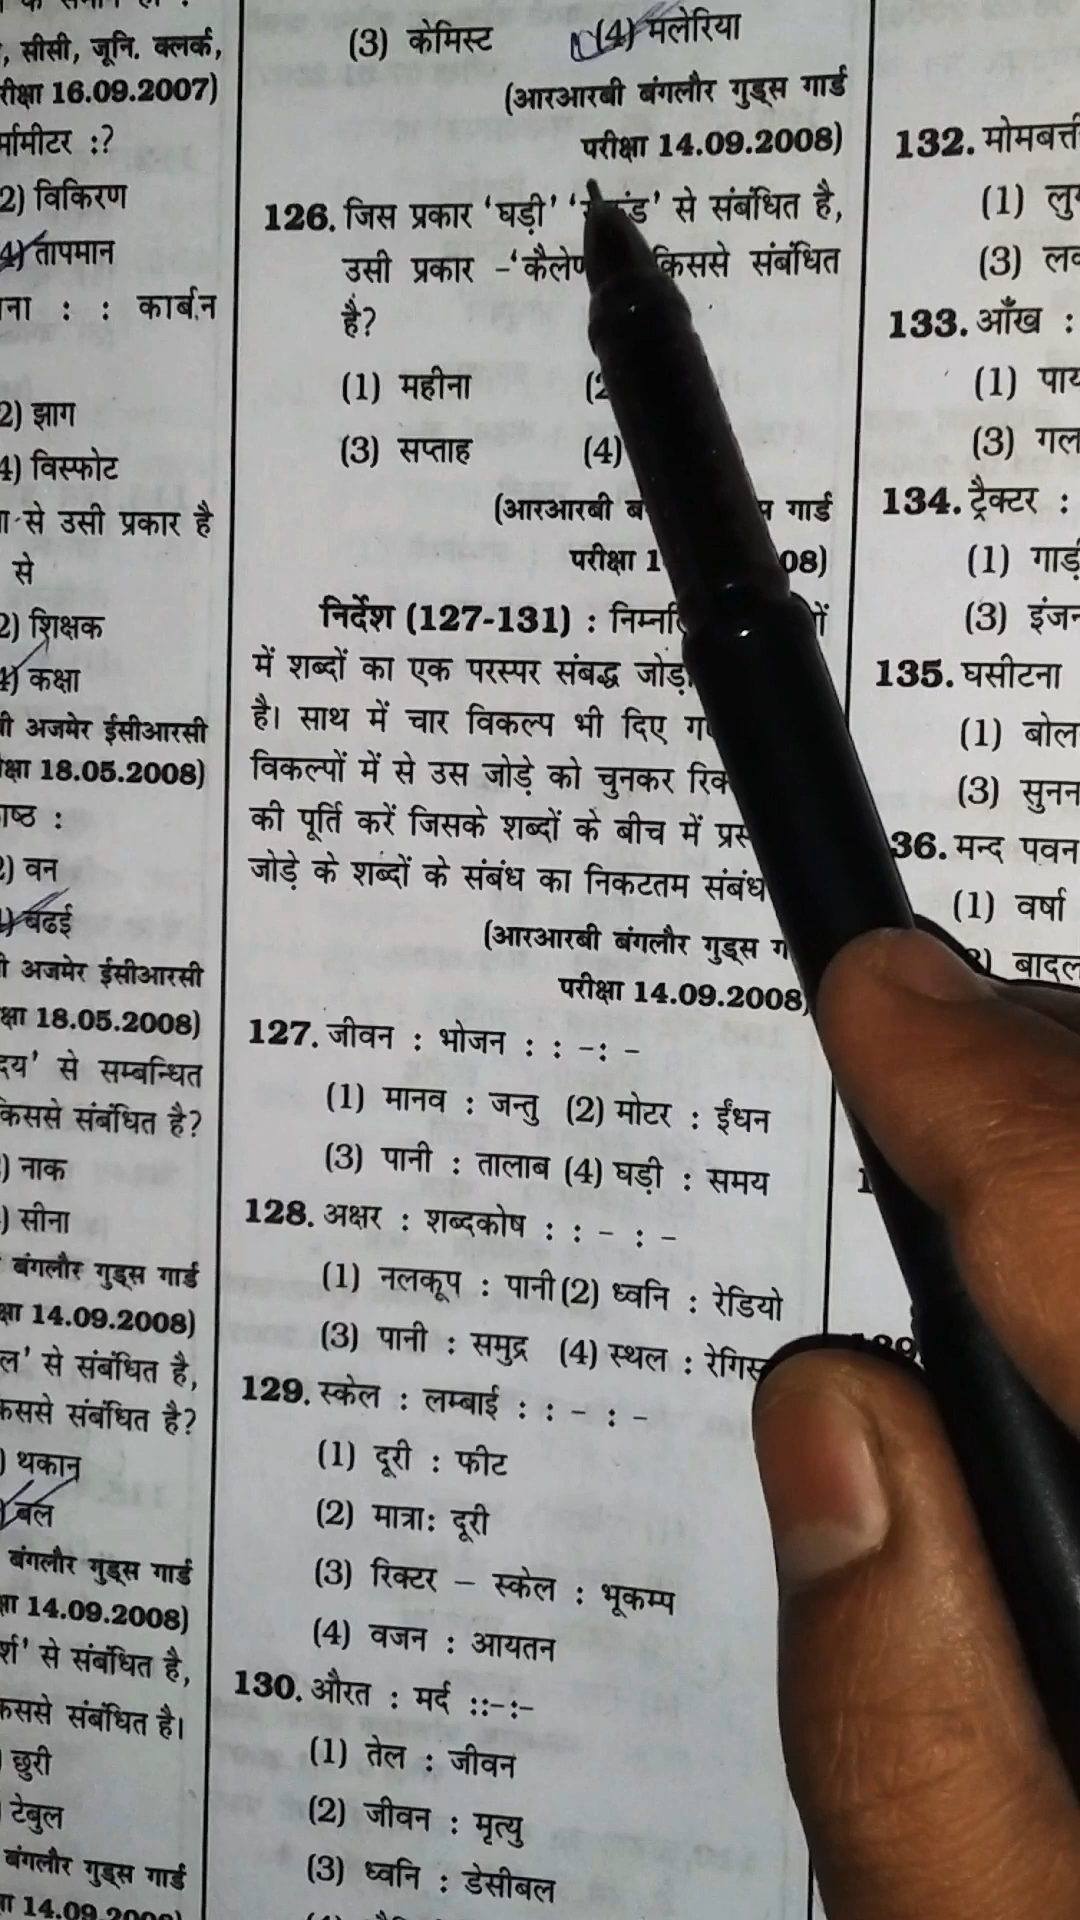 , सीसी, जूनि. क्लर्क,
रीक्षा 16.09.2007)
र्मामीटर :?
2) विकिरण
4) तापमान
ना : : कार्बन
2) झाग
4) विस्फोट
से उसी प्रकार है
से
2) शिक्षक
4) कक्षा
अजमेर ईसीआरसी
क्षा 18.05.2008)
ाष्ठ :
) वन
) बढई
अजमेर ईसीआरसी
क्षा 18.05.2008)
दय' से सम्बन्धित
किससे संबंधित है?
) नाक
) सीना
बंगलौर गुड्स गार्ड
क्षा 14.09.2008)
ल' से संबंधित है,
कससे संबंधित है?
) थकान
बल
बंगलौर गुड्स गार्ड
14.09.2008)
र्श' से संबंधित है,
कससे संबंधित है।
छुरी
टेबुल
बंगलौर गुड्स गार्ड
(3) केमिस्ट (4) मलेरिया
(आरआरबी बंगलौर गुड्स गार्ड
परीक्षा 14.09.2008)
126. जिस प्रकार 'घड़ी' से संबंधित है,
उसी प्रकार – किससे संबंधित
है?
(1) महीना
(3) सप्ताह (4)
(आरआरबी गार्ड
परीक्षा
निर्देश (127-131) :
में शब्दों का एक परस्पर संबद्ध
है। साथ में चार विकल्प भी दिए
विकल्पों में से उस जोड़े को चुनकर
की पूर्ति करें जिसके शब्दों के बीच में
जोड़े के शब्दों के संबंध का निकटतम संबंध
(आरआरबी बंगलौर गुड्स
परीक्षा 14.09.2008)
127. जीवन : भोजन : : –: –
(1) मानव : जन्तु (2) मोटर : ईंधन
(3) पानी : तालाब (4) घड़ी : समय
128. अक्षर : शब्दकोष : : – : –
(1) नलकूप : पानी (2) ध्वनि : रेडियो
(3) पानी : समुद्र (4) स्थल :
129. स्केल : लम्बाई : : – : –
(1) दूरी : फीट
(2) मात्रा: दूरी
(3) रिक्टर – स्केल : भूकम्प
(4) वजन : आयतन
130. औरत : मर्द ::–:–
(1) तेल : जीवन
(2) जीवन : मृत्यु
(3) ध्वनि : डेसीबल
132. मोमबत्ती
(1)
(3)
133. आँख :
(1)
(3)
134. ट्रैक्टर :
(1)
(3)
135. घसीटना
(1)
(3)
36. मन्द पवन
(1) वर्षा
बादल